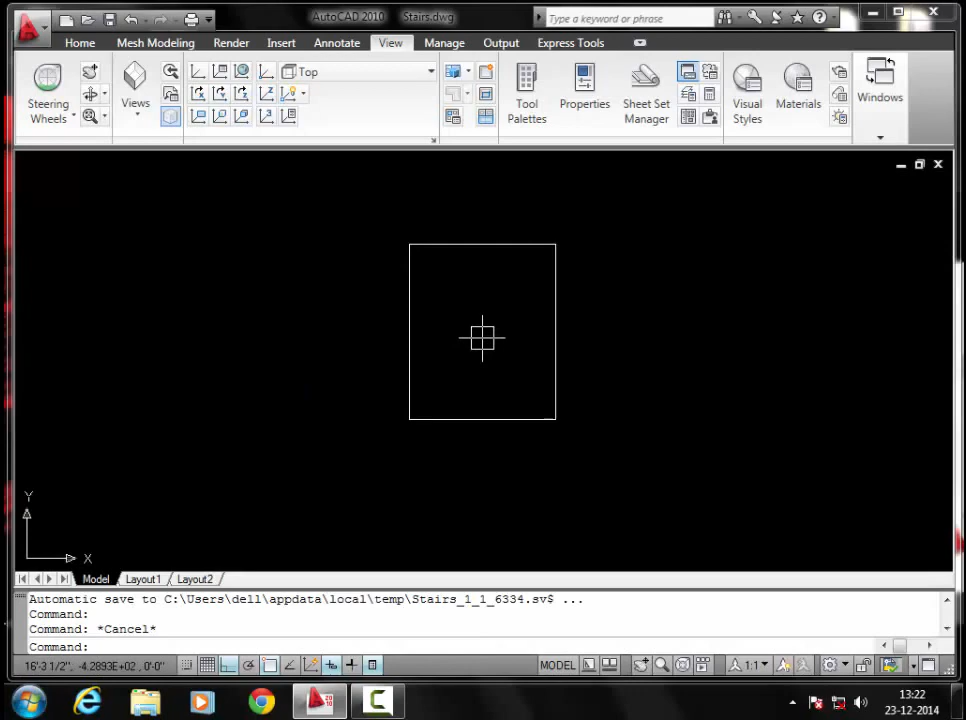 AutoCAD 2010 Stairs.dwg Type a keyword or phrase
Home Mesh Modeling Render Insert Annotate View Manage Output Express Tools
Steering Wheels
Views
Top
Tool Palettes
Properties
Sheet Set Manager
Visual Styles
Materials
Windows
Y
X
Model Layout1 Layout2
Automatic save to C:\Users\dell\appdata\local\temp\Stairs_1_1_6334.sv$ ...
Command:
Command: *Cancel*
Command:
16'-3 1/2", -4.2893E+02 , 0'-0" MODEL 1:1
13:22
23-12-2014